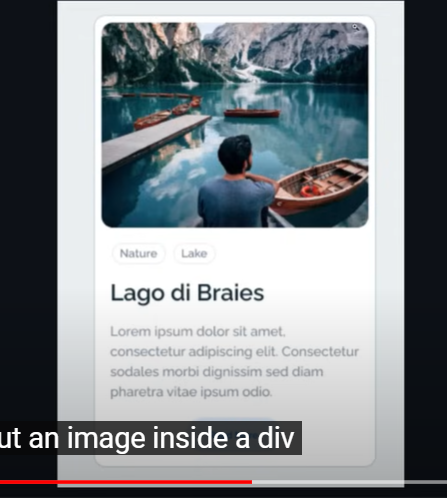 Nature Lake
Lago di Braies
Lorem ipsum dolor sit amet,
consectetur adipiscing elit. Consectetur
sodales morbi dignissim sed diam
pharetra vitae ipsum odio.
ut an image inside a div